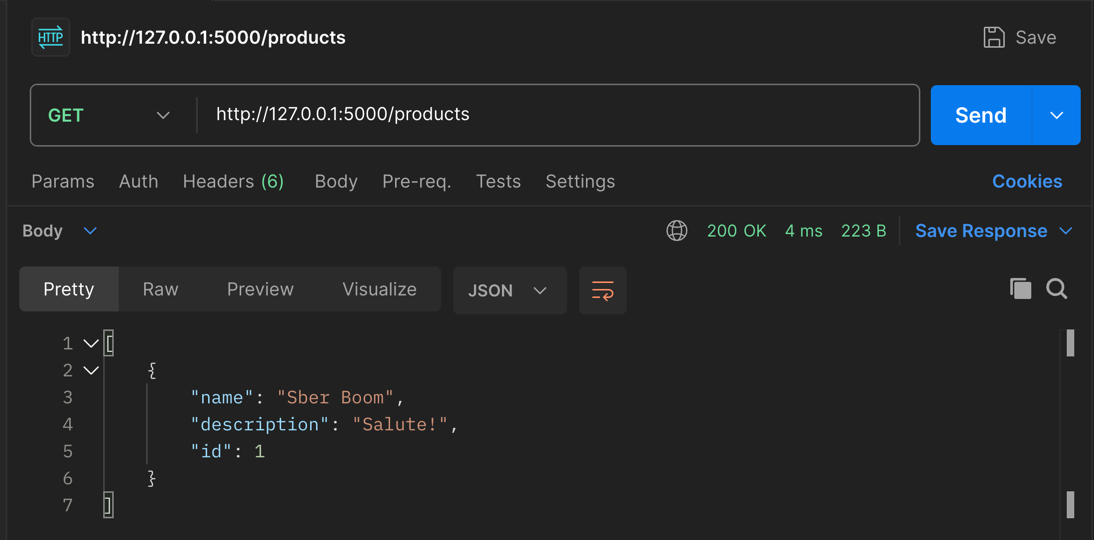 HTTP http://127.0.0.1:5000/products Save
GET http://127.0.0.1:5000/products Send
Params Auth Headers (6) Body Pre-req. Tests Settings Cookies
Body 200 OK 4 ms 223 B Save Response
Pretty Raw Preview Visualize JSON
1 [
2 {
3 "name": "Sber Boom",
4 "description": "Salute!",
5 "id": 1
6 }
7 ]